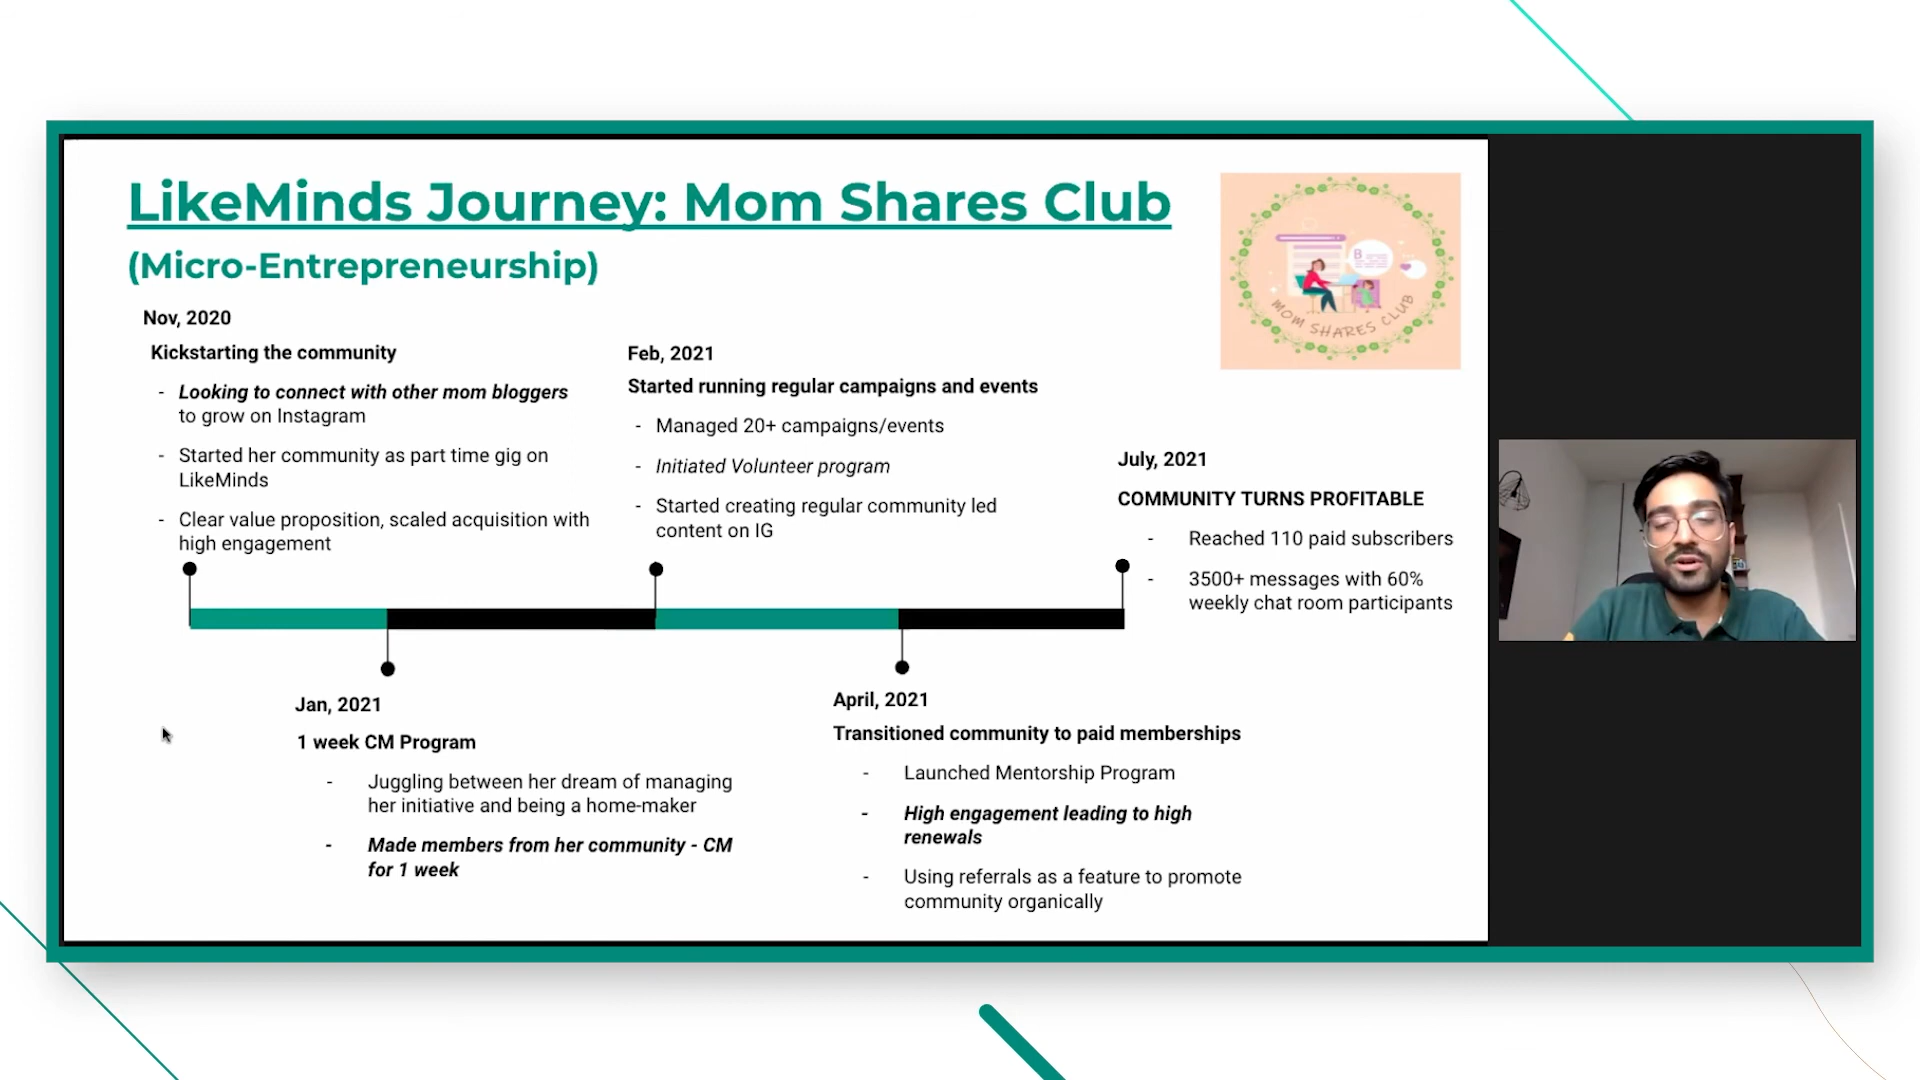 LikeMinds Journey: Mom Shares Club
(Micro-Entrepreneurship)
Nov, 2020
Kickstarting the community
- Looking to connect with other mom bloggers
to grow on Instagram
- Started her community as part time gig on
LikeMinds
- Clear value proposition, scaled acquisition with
high engagement
Feb, 2021
Started running regular campaigns and events
- Managed 20+ campaigns/events
- Initiated Volunteer program
- Started creating regular community led
content on IG
B
MOM SHARES CLUB
July, 2021
COMMUNITY TURNS PROFITABLE
- Reached 110 paid subscribers
- 3500+ messages with 60%
weekly chat room participants
Jan, 2021
1 week CM Program
- Juggling between her dream of managing
her initiative and being a home-maker
- Made members from her community - CM
for 1 week
April, 2021
Transitioned community to paid memberships
- Launched Mentorship Program
- High engagement leading to high
renewals
- Using referrals as a feature to promote
community organically